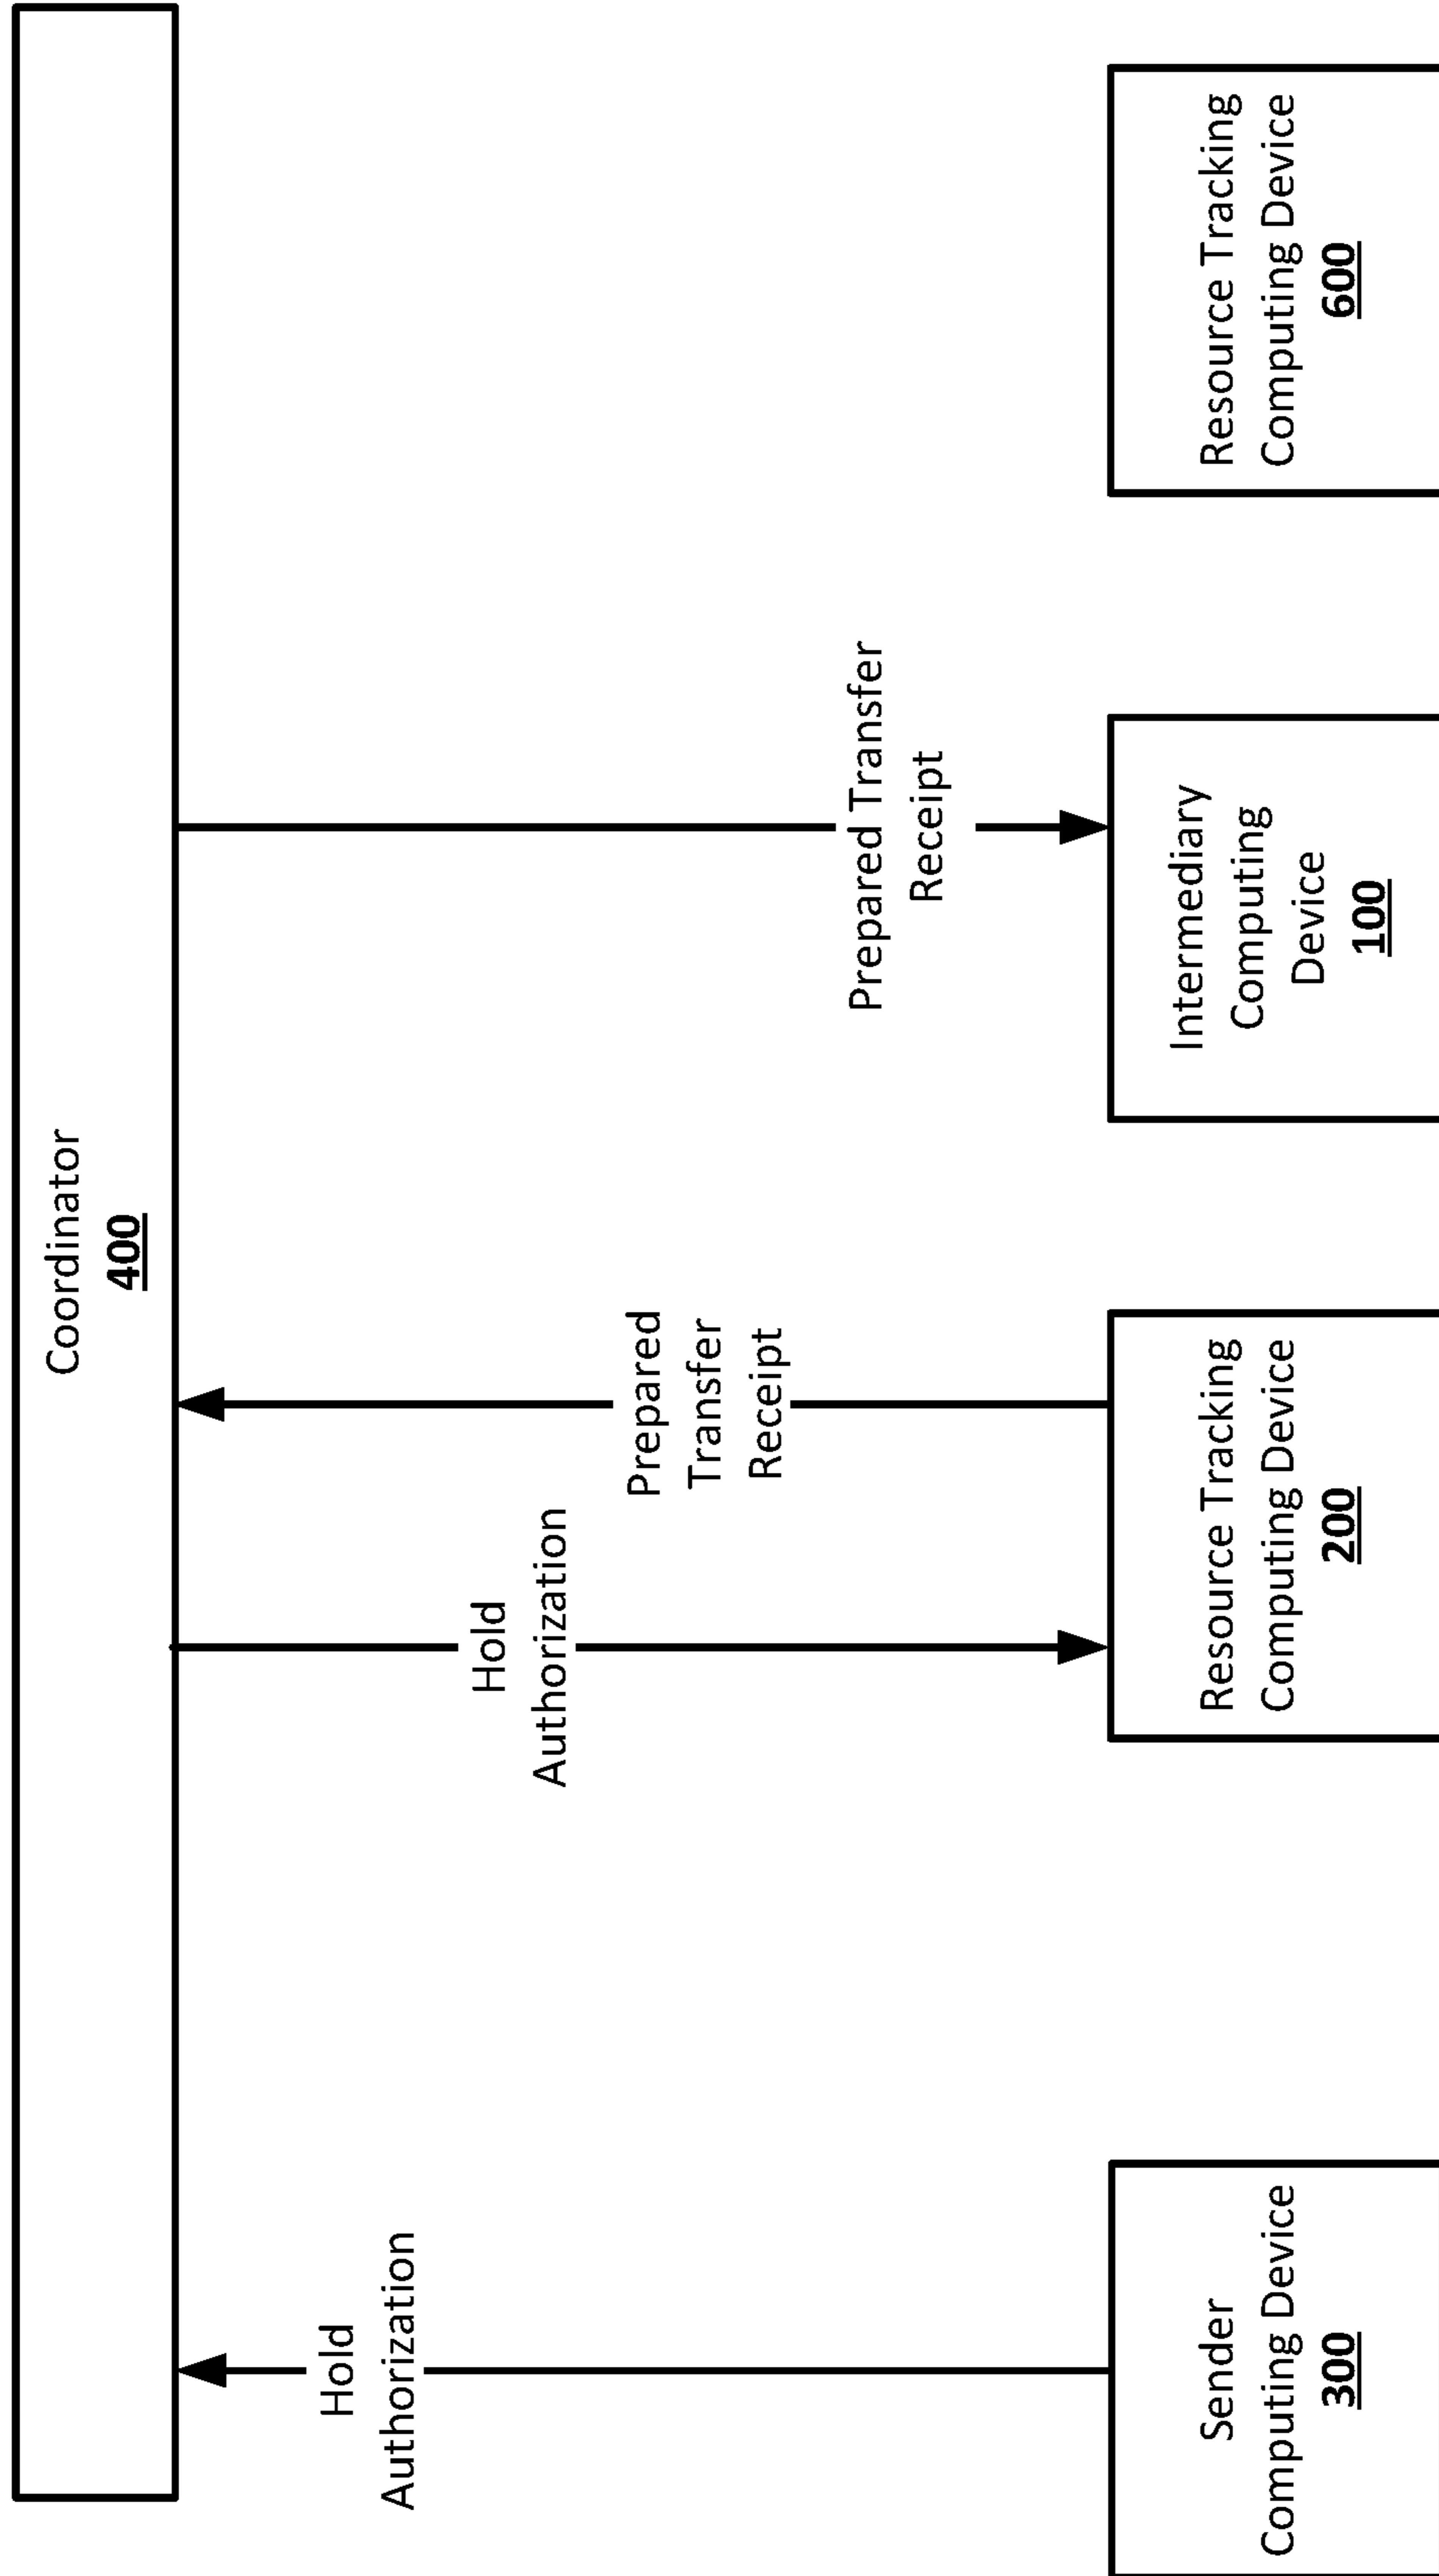 Coordinator
400
Hold
Authorization
Hold
Authorization
Prepared
Transfer
Receipt
Prepared Transfer
Receipt
Sender
Computing Device
300
Resource Tracking
Computing Device
200
Intermediary
Computing
Device
100
Resource Tracking
Computing Device
600